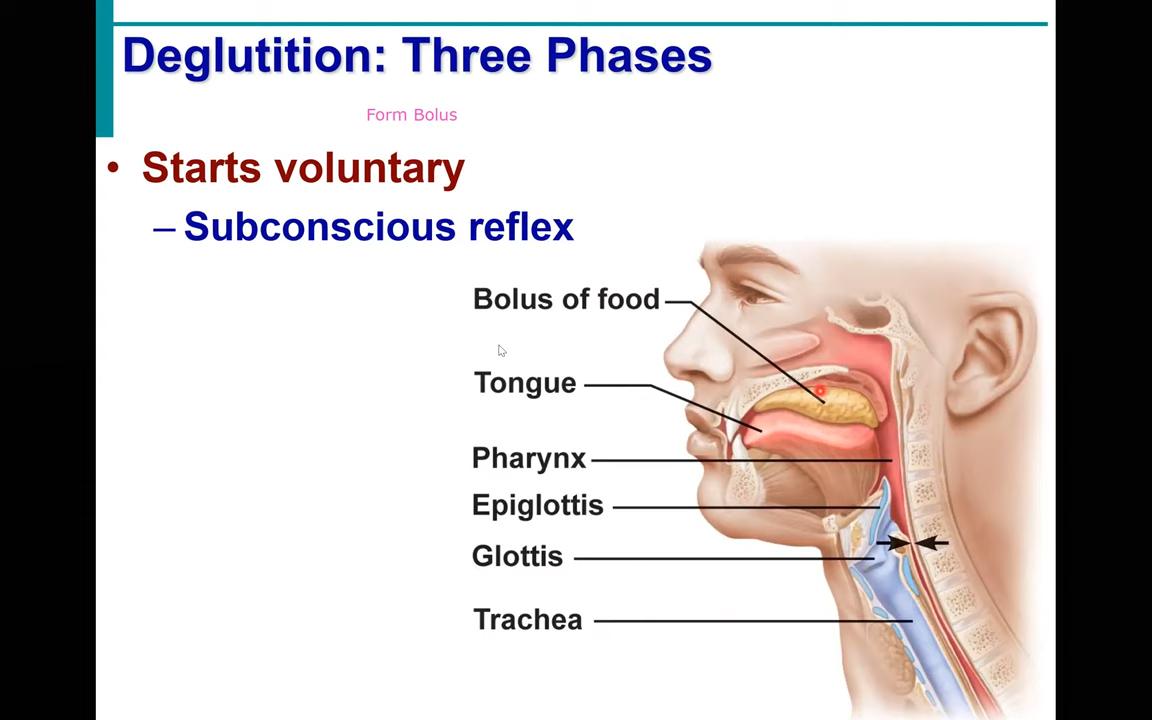 Deglutition: Three Phases
Form Bolus
• Starts voluntary
– Subconscious reflex
Bolus of food
Tongue
Pharynx
Epiglottis
Glottis
Trachea